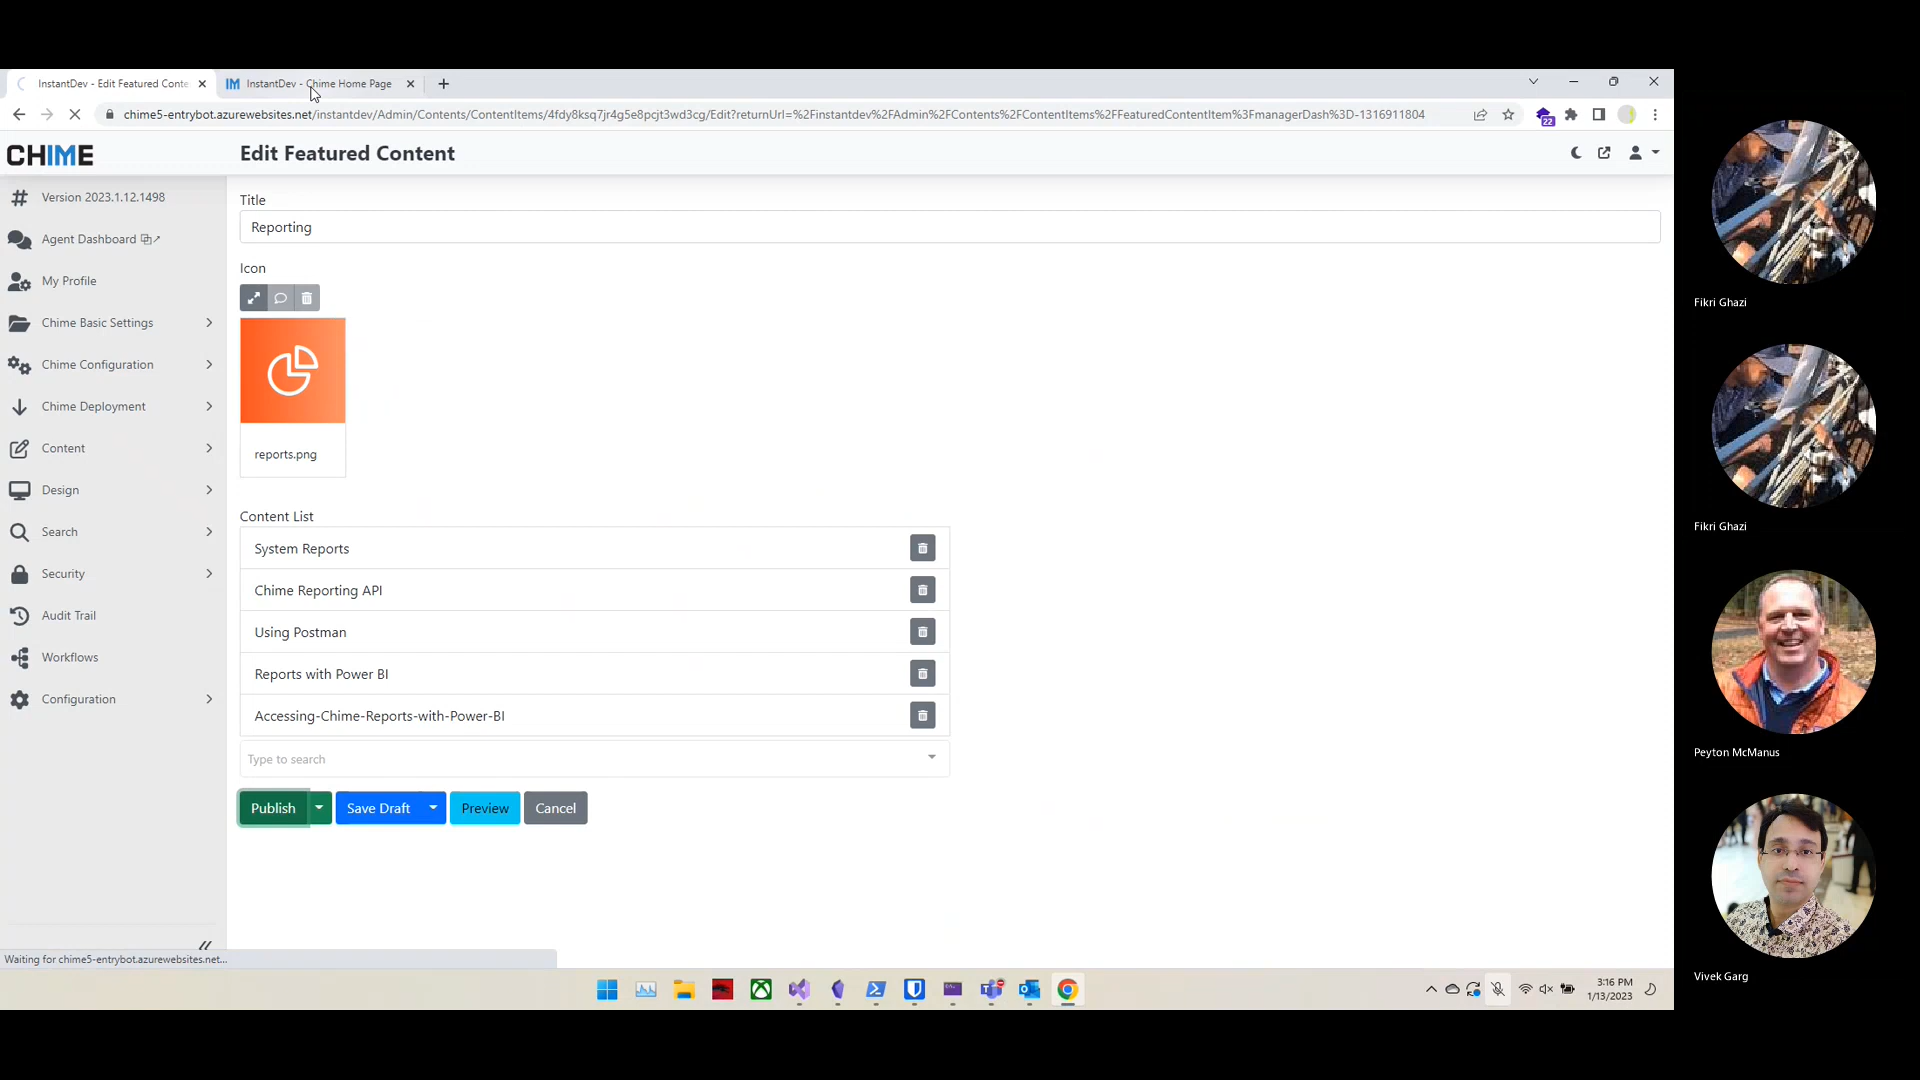 InstantDev - Edit Featured Conte
InstantDev - Chime Home Page
chime5-entrybot.azurewebsites.net/instantdev/Admin/Contents/ContentItems/4fdy8ksq7jr4g5e8pcjt3wd3cg/Edit?returnUrl=%2Finstantdev%2FAdmin%2FContents%2FContentItems%2FFeaturedContentItem%3FmanagerDash%3D-1316911804
22
CHIME
Edit Featured Content
Version 2023.1.12.1498
Agent Dashboard
My Profile
Chime Basic Settings
Chime Configuration
Chime Deployment
Content
Design
Search
Security
Audit Trail
Workflows
Configuration
Title
Reporting
Icon
reports.png
Content List
System Reports
Chime Reporting API
Using Postman
Reports with Power BI
Accessing-Chime-Reports-with-Power-BI
Type to search
Publish
Save Draft
Preview
Cancel
Waiting for chime5-entrybot.azurewebsites.net...
3:16 PM
1/13/2023
Fikri Ghazi
Fikri Ghazi
Peyton McManus
Vivek Garg